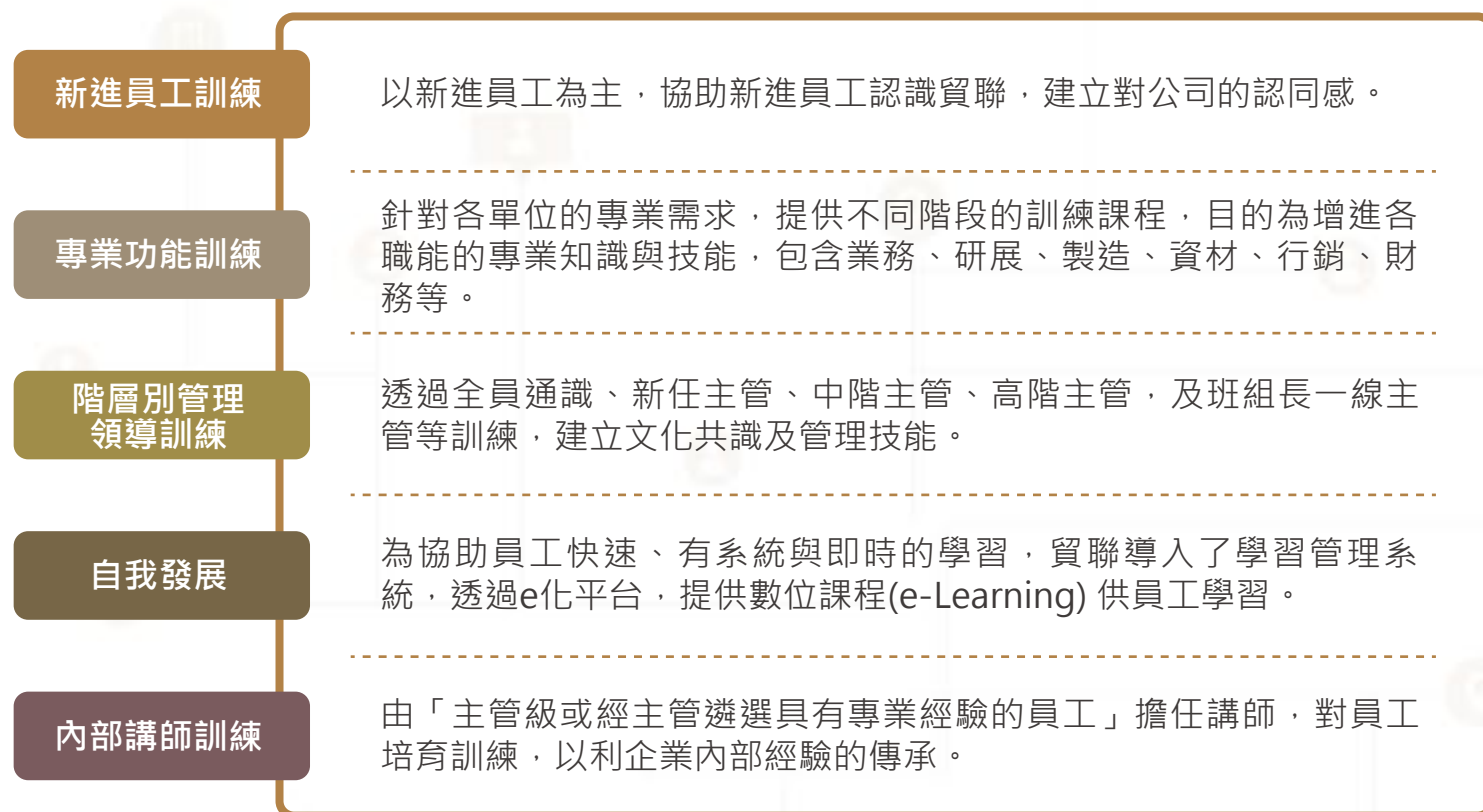 新進員工訓練
以新進員工為主，協助新進員工認識貿聯，建立對公司的認同感。
專業功能訓練
針對各單位的專業需求，提供不同階段的訓練課程，目的為增進各
職能的專業知識與技能，包含業務、研展、製造、資材、行銷、財
務等。
階層別管理
領導訓練
透過全員通識、新任主管、中階主管、高階主管，及班組長一線主
管等訓練，建立文化共識及管理技能。
自我發展
為協助員工快速、有系統與即時的學習，貿聯導入了學習管理系
統，透過e化平台，提供數位課程(e-Learning) 供員工學習。
內部講師訓練
由「主管級或經主管遴選具有專業經驗的員工」擔任講師，對員工
培育訓練，以利企業內部經驗的傳承。